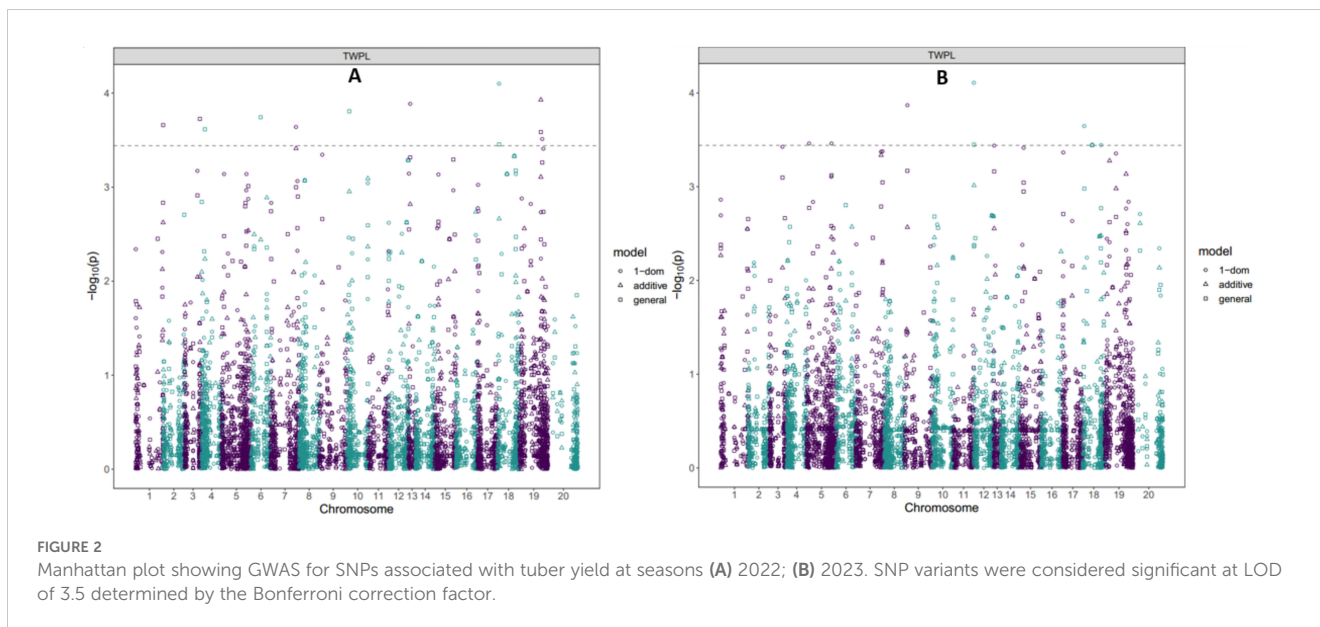 TWPL
A
4
3
2
1
0
−log₁₀(p)
1 2 3 4 5 6 7 8 9 10 11 12 13 14 15 16 17 18 19 20
Chromosome
model
1−dom
additive
general
TWPL
B
4
3
2
1
0
−log₁₀(p)
1 2 3 4 5 6 7 8 9 10 11 12 13 14 15 16 17 18 19 20
Chromosome
model
1−dom
additive
general
FIGURE 2
Manhattan plot showing GWAS for SNPs associated with tuber yield at seasons (A) 2022; (B) 2023. SNP variants were considered significant at LOD
of 3.5 determined by the Bonferroni correction factor.